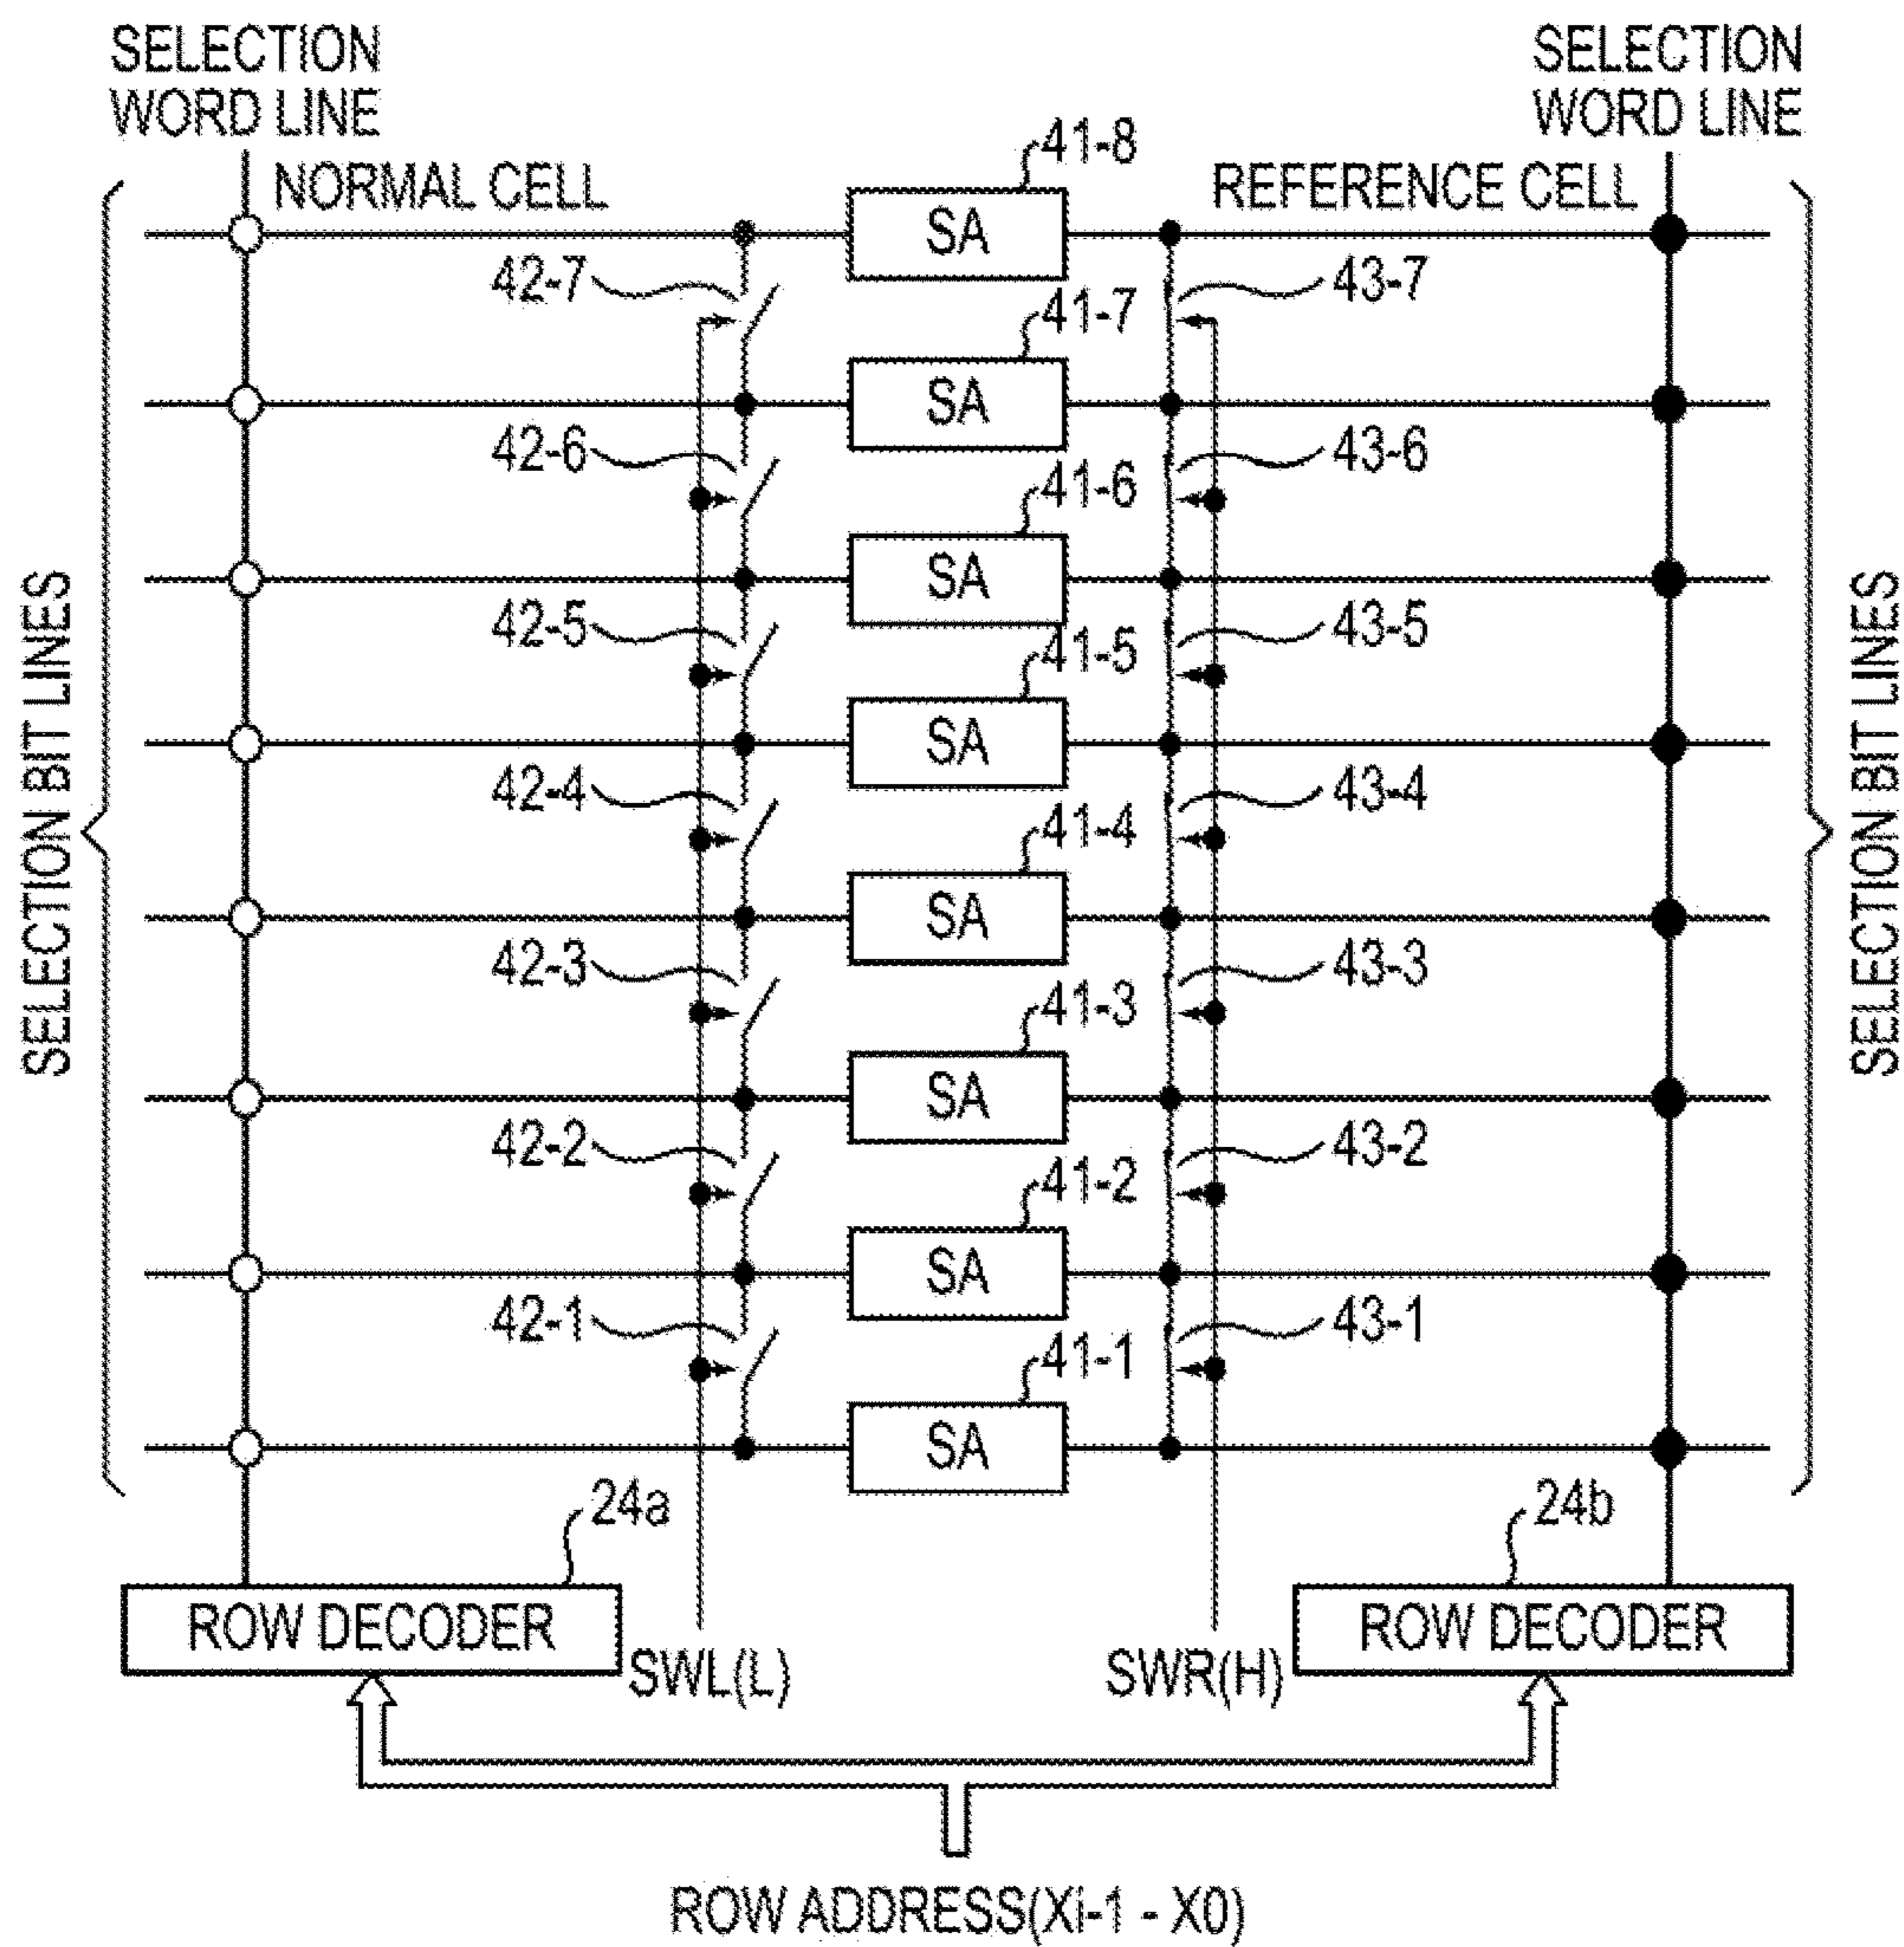 SELECTION
WORD LINE
SELECTION
WORD LINE
41-8
NORMAL CELL
REFERENCE CELL
SA
42-7
43-7
41-7
SA
42-6
43-6
41-6
SA
42-5
43-5
41-5
SA
42-4
43-4
41-4
SA
42-3
43-3
41-3
SA
42-2
43-2
41-2
SA
42-1
43-1
41-1
SA
SELECTION BIT LINES
SELECTION BIT LINES
24a
24b
ROW DECODER
ROW DECODER
SWL(L)
SWR(H)
ROW ADDRESS(Xi-1 - X0)